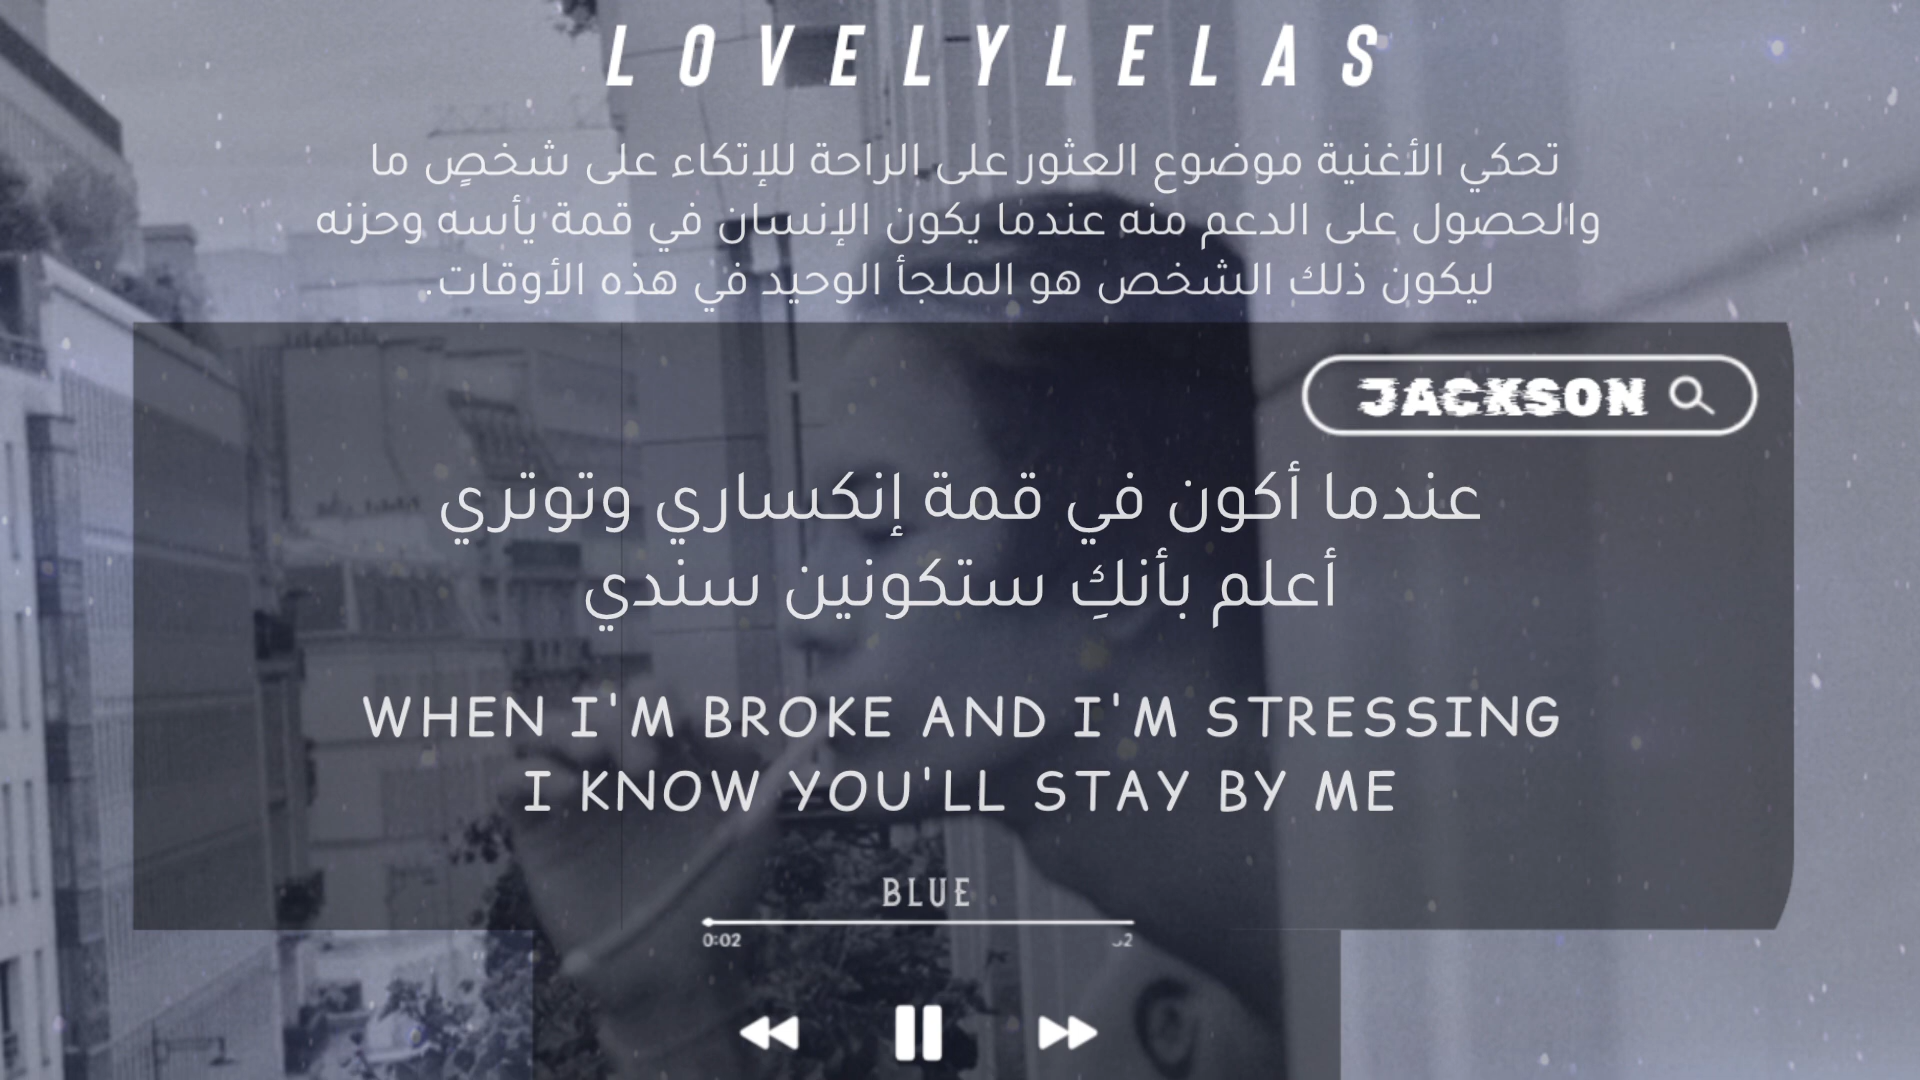 LOVELYLELAS
تحكي الأغنية موضوع العثور على الراحة للإتكاء على شخصٍ ما
والحصول على الدعم منه عندما يكون الإنسان في قمة يأسه وحزنه
ليكون ذلك الشخص هو الملجأ الوحيد في هذه الأوقات.
JACKSON
عندما أكون في قمة إنكساري وتوتري
أعلم بأنكِ ستكونين سندي
WHEN I'M BROKE AND I'M STRESSING
I KNOW YOU'LL STAY BY ME
BLUE
0:02